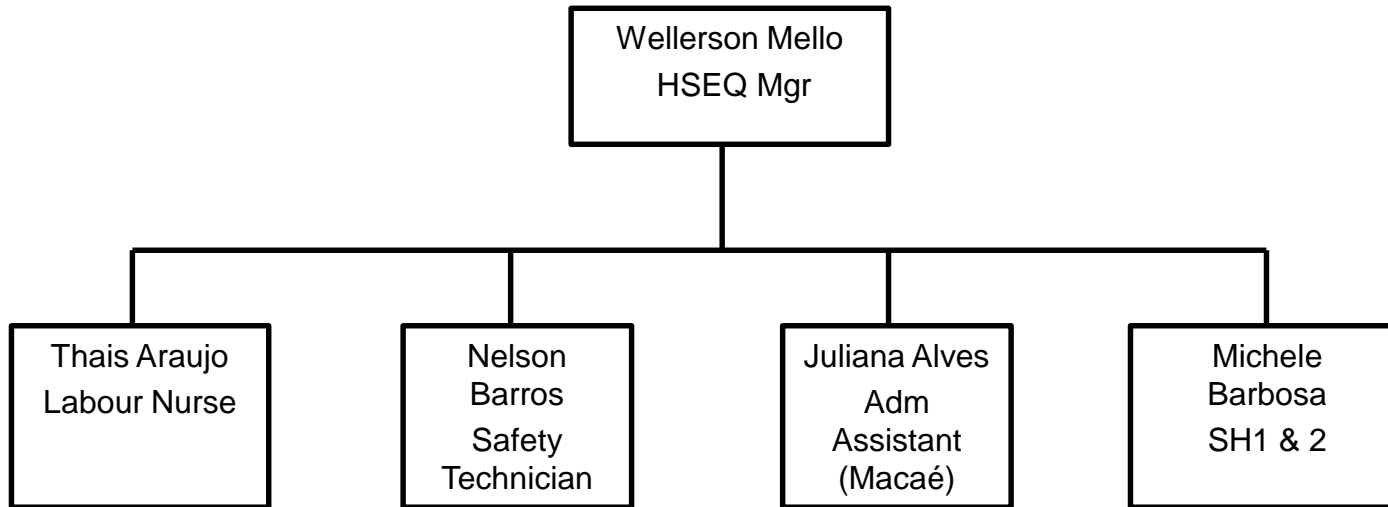 Wellerson Mello
HSEQ Mgr
Thais Araujo
Labour Nurse
Nelson
Barros
Safety
Technician
Juliana Alves
Adm
Assistant
(Macaé)
Michele
Barbosa
SH1 & 2